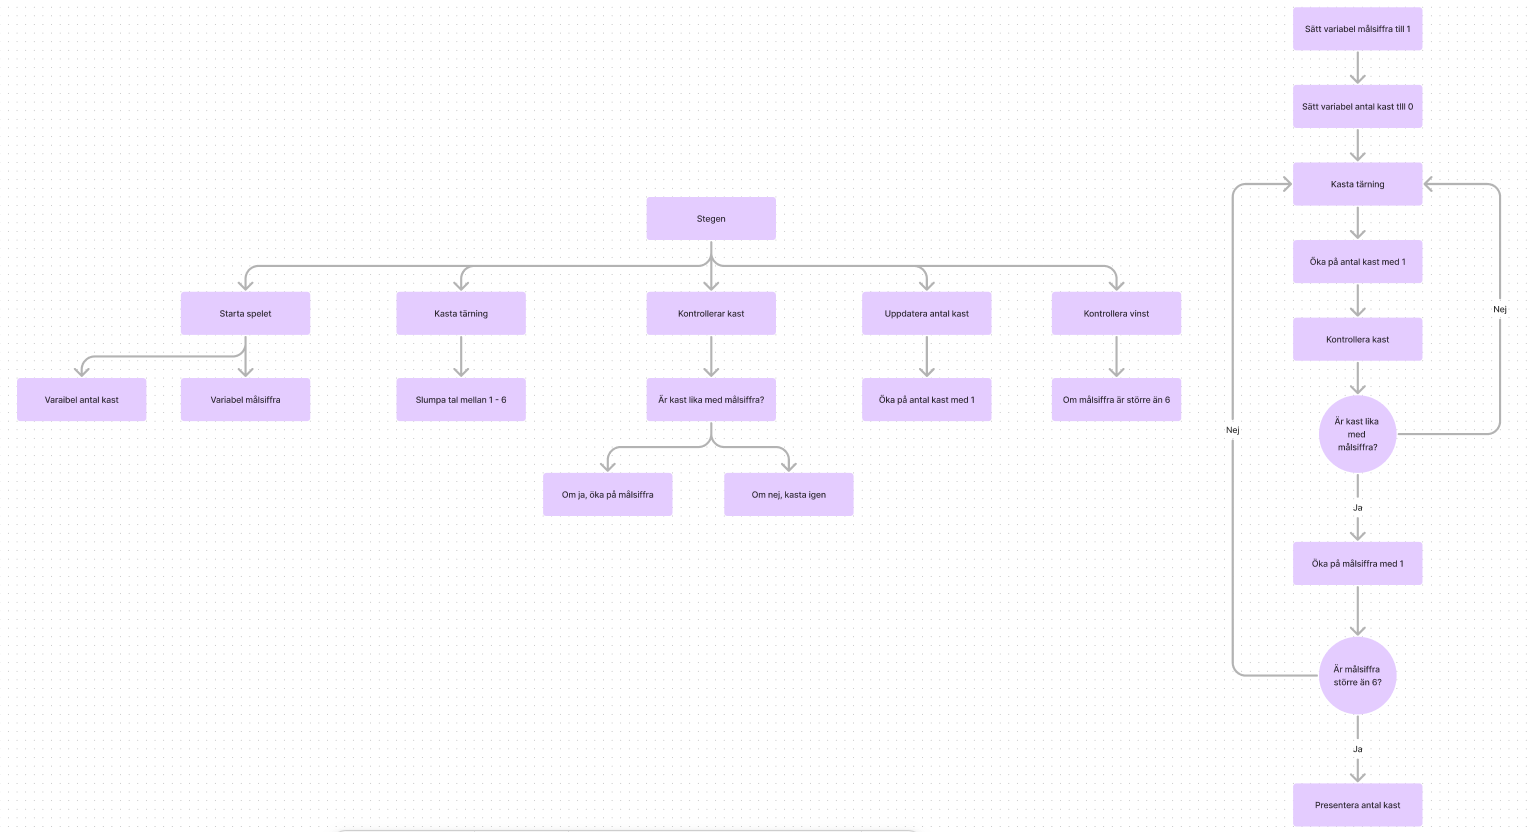 Stegen
Starta spelet
Kasta tärning
Kontrollerar kast
Uppdatera antal kast
Kontrollera vinst
Varaibel antal kast
Variabel målsiffra
Slumpa tal mellan 1 - 6
Är kast lika med målsiffra?
Öka på antal kast med 1
Om målsiffra är större än 6
Om ja, öka på målsiffra
Om nej, kasta igen
Sätt variabel målsiffra till 1
Sätt variabel antal kast tlll 0
Kasta tärning
Öka på antal kast med 1
Nej
Kontrollera kast
Är kast lika
med
målsiffra?
Nej
Ja
Öka på målsiffra med 1
Är målsiffra
större än 6?
Ja
Presentera antal kast